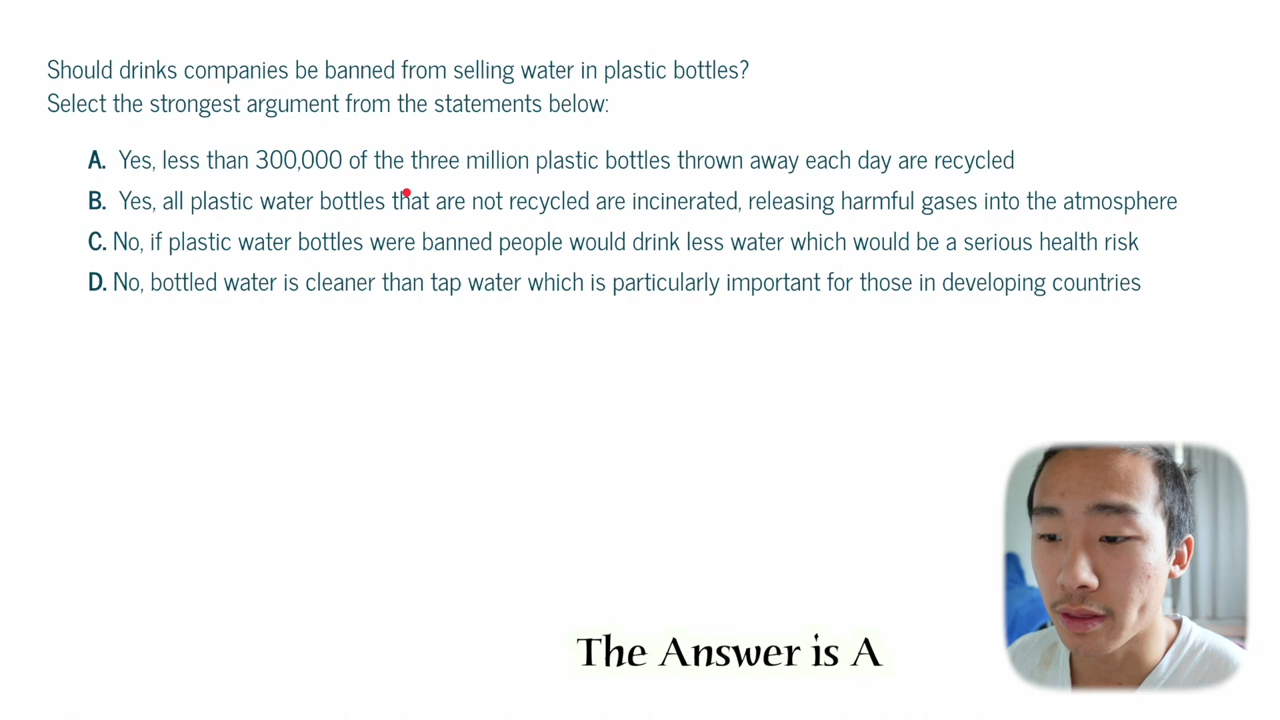 Should drinks companies be banned from selling water in plastic bottles?
Select the strongest argument from the statements below:
A. Yes, less than 300,000 of the three million plastic bottles thrown away each day are recycled
B. Yes, all plastic water bottles that are not recycled are incinerated, releasing harmful gases into the atmosphere
C. No, if plastic water bottles were banned people would drink less water which would be a serious health risk
D. No, bottled water is cleaner than tap water which is particularly important for those in developing countries
The Answer is A